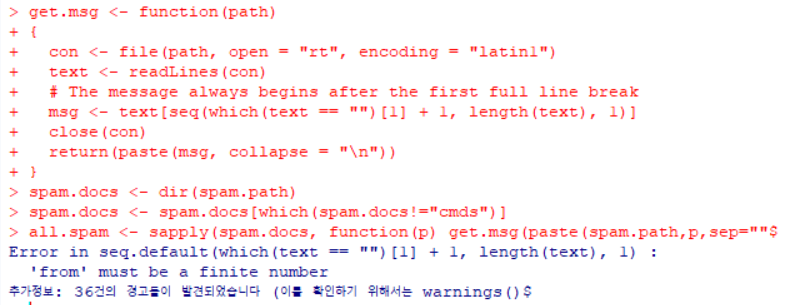 > get.msg <- function(path)
+ {
+   con <- file(path, open = "rt", encoding = "latin1")
+   text <- readLines(con)
+   # The message always begins after the first full line break
+   msg <- text[seq(which(text == "")[1] + 1, length(text), 1)]
+   close(con)
+   return(paste(msg, collapse = "\n"))
+ }
> spam.docs <- dir(spam.path)
> spam.docs <- spam.docs[which(spam.docs!="cmds")]
> all.spam <- sapply(spam.docs, function(p) get.msg(paste(spam.path,p,sep=""$
Error in seq.default(which(text == "")[1] + 1, length(text), 1) :
  'from' must be a finite number
추가정보: 36건의 경고들이 발견되었습니다 (이를 확인하기 위해서는 warnings()$